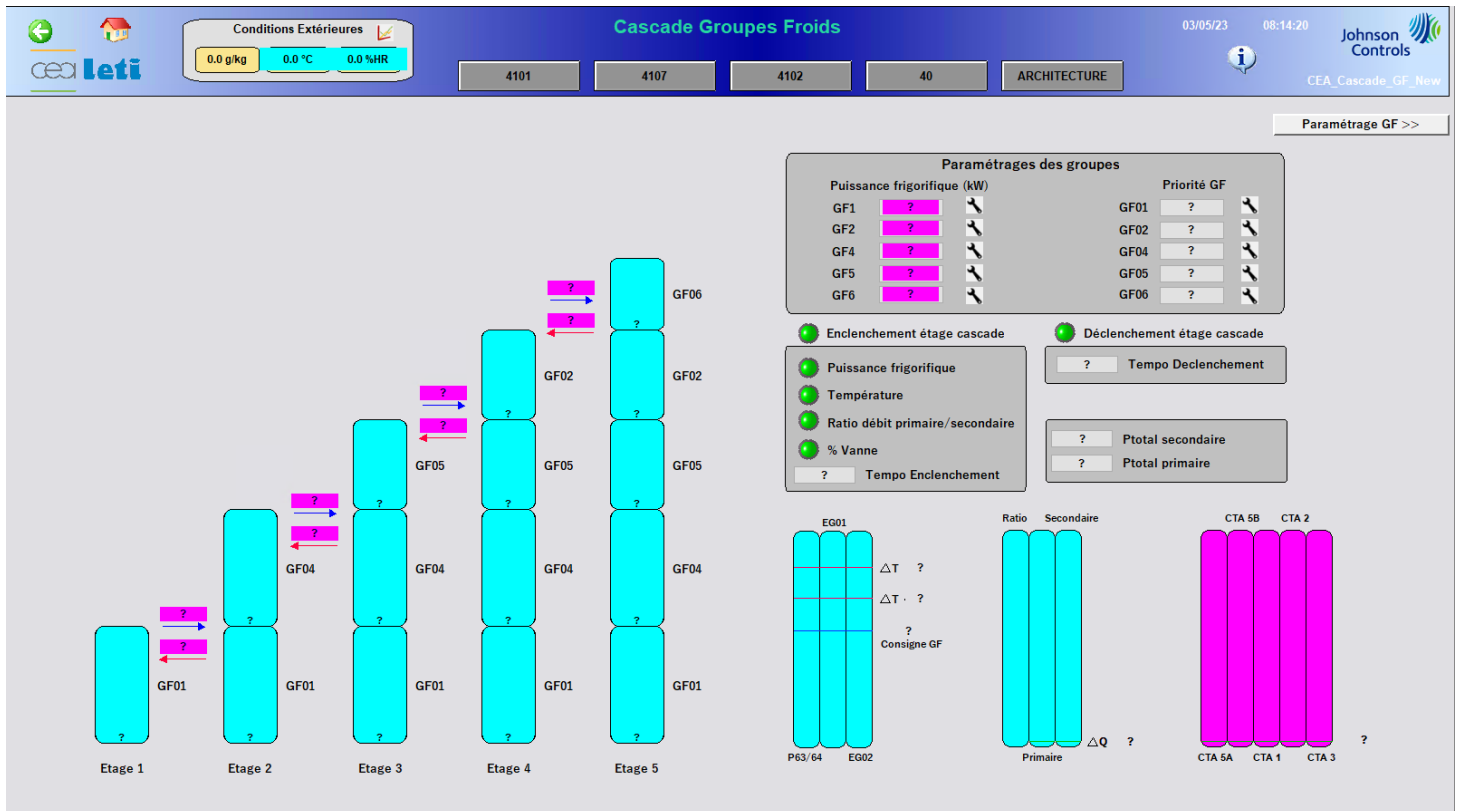 Conditions Extérieures
0.0 g/kg 0.0 °C 0.0 %HR
cea leti
Cascade Groupes Froids
4101 4107 4102 40 ARCHITECTURE
03/05/23 08:14:20
Johnson Controls
CEA_Cascade_GF_New
Paramétrage GF >>
Paramétrages des groupes
Puissance frigorifique (kW) Priorité GF
GF1 ? GF01 ?
GF2 ? GF02 ?
GF4 ? GF04 ?
GF5 ? GF05 ?
GF6 ? GF06 ?
Enclenchement étage cascade
Puissance frigorifique
Température
Ratio débit primaire/secondaire
% Vanne
? Tempo Enclenchement
Déclenchement étage cascade
? Tempo Declenchement
? Ptotal secondaire
? Ptotal primaire
? GF06
?
?
? GF02 GF02
?
? ? ?
GF05 GF05 GF05
? ? ?
?
?
GF04 GF04 GF04 GF04
? ? ? ?
?
?
GF01 GF01 GF01 GF01 GF01
? ? ? ? ?
Etage 1 Etage 2 Etage 3 Etage 4 Etage 5
EG01
△T ?
△T · ?
?
Consigne GF
P63/64 EG02
Ratio Secondaire
△Q ?
Primaire
CTA 5B CTA 2
?
CTA 5A CTA 1 CTA 3